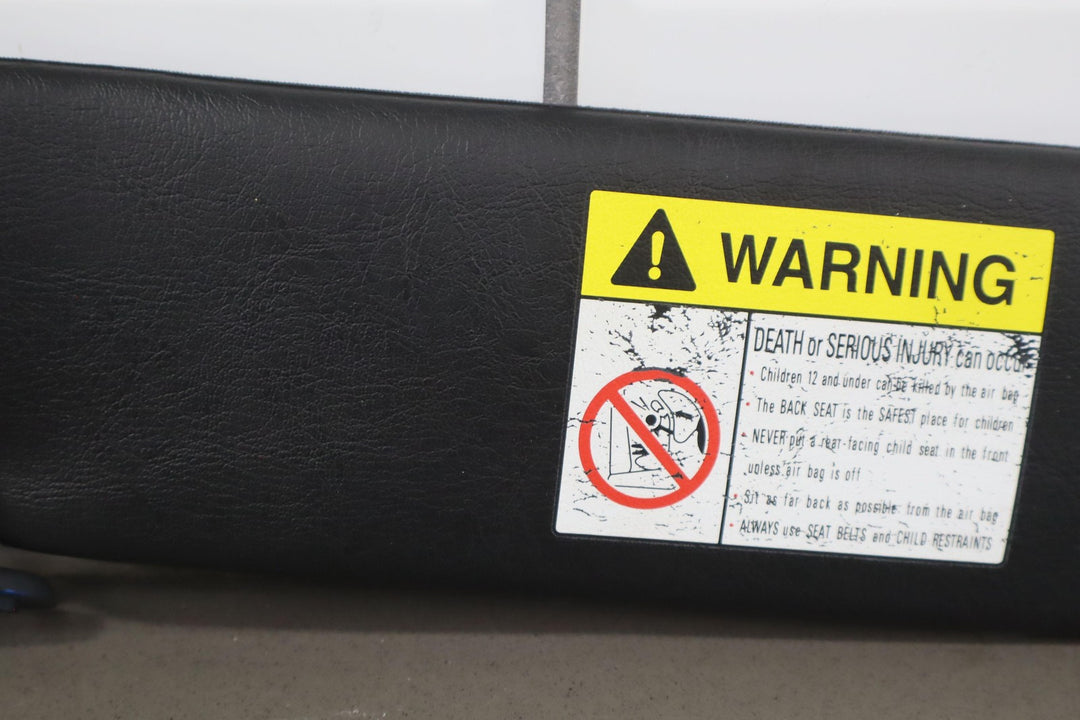 WARNING
DEATH or SERIOUS INJURY can occur
• Children 12 and under can be killed by the air bag
• The BACK SEAT is the SAFEST place for children
• NEVER put a rear-facing child seat in the front
unless air bag is off
• Sit as far back as possible from the air bag
• ALWAYS use SEAT BELTS and CHILD RESTRAINTS